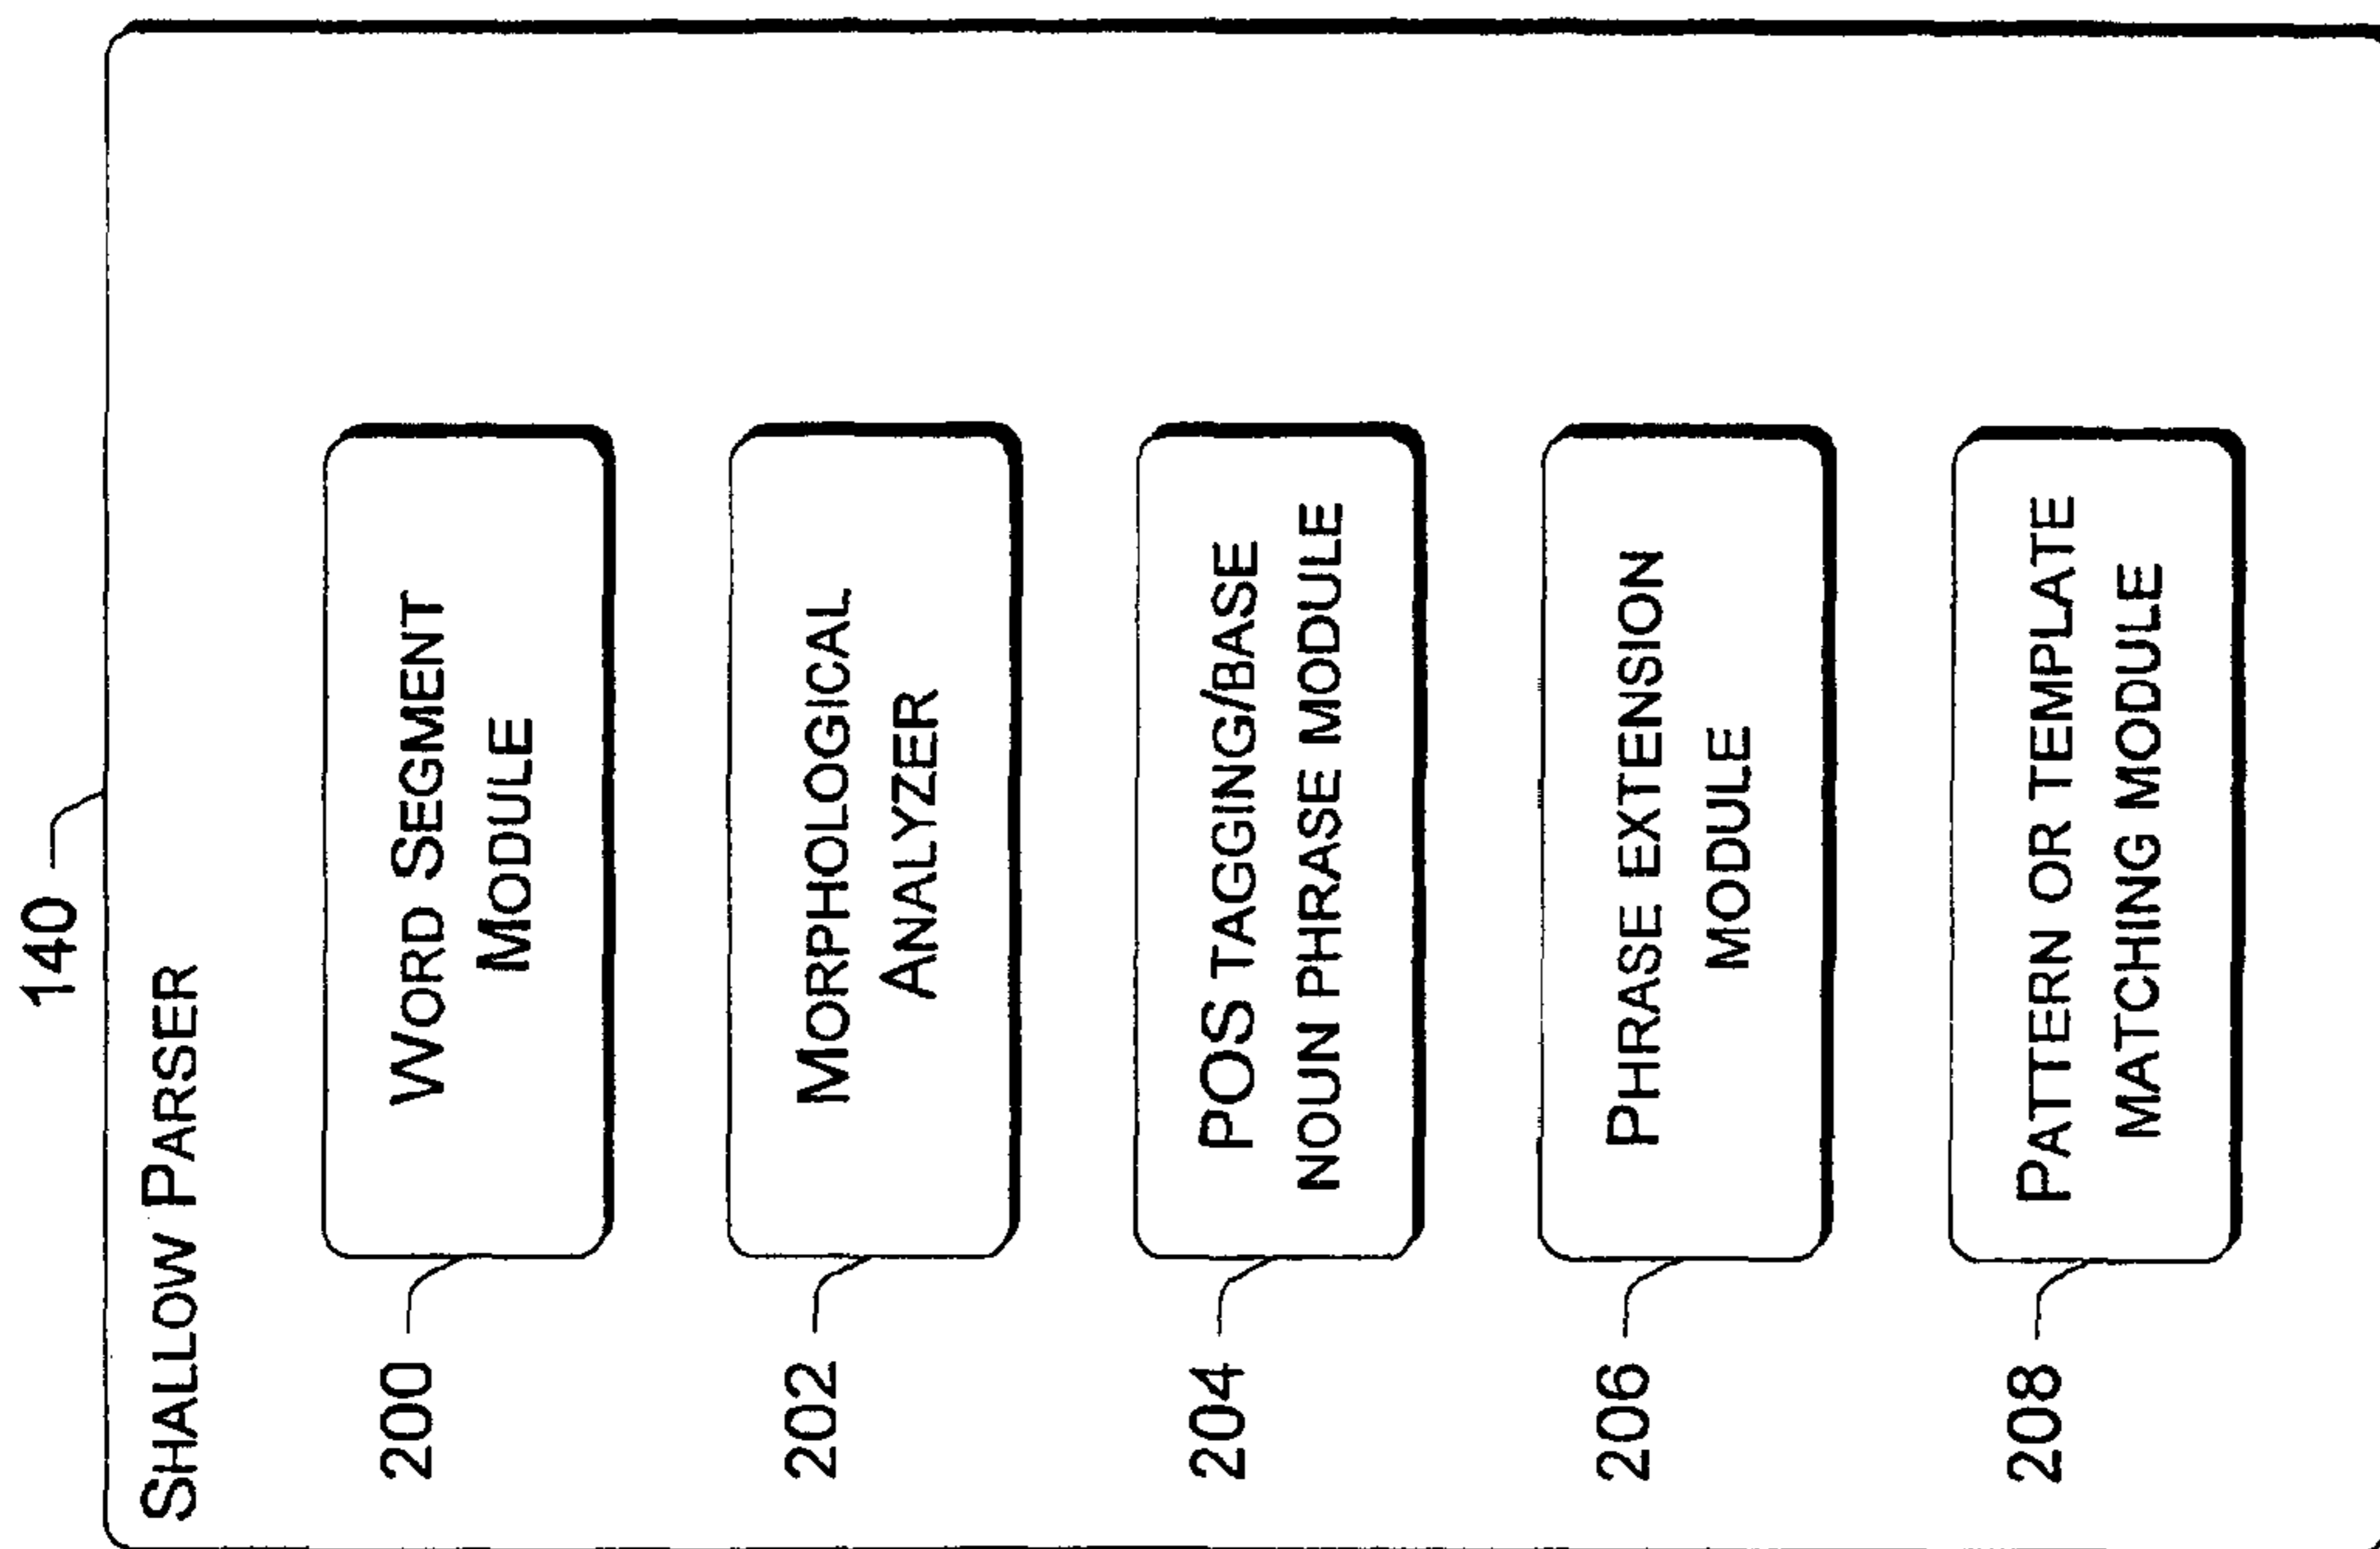 140
SHALLOW PARSER
200
WORD SEGMENT
MODULE
202
MORPHOLOGICAL
ANALYZER
204
POS TAGGING/BASE
NOUN PHRASE MODULE
206
PHRASE EXTENSION
MODULE
208
PATTERN OR TEMPLATE
MATCHING MODULE